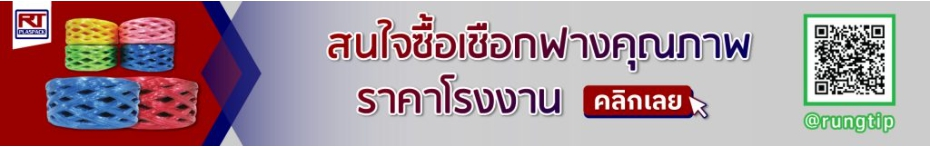 RT
PLASPACK
สนใจซื้อเชือกฟางคุณภาพ
ราคาโรงงาน คลิกเลย
@rungtip